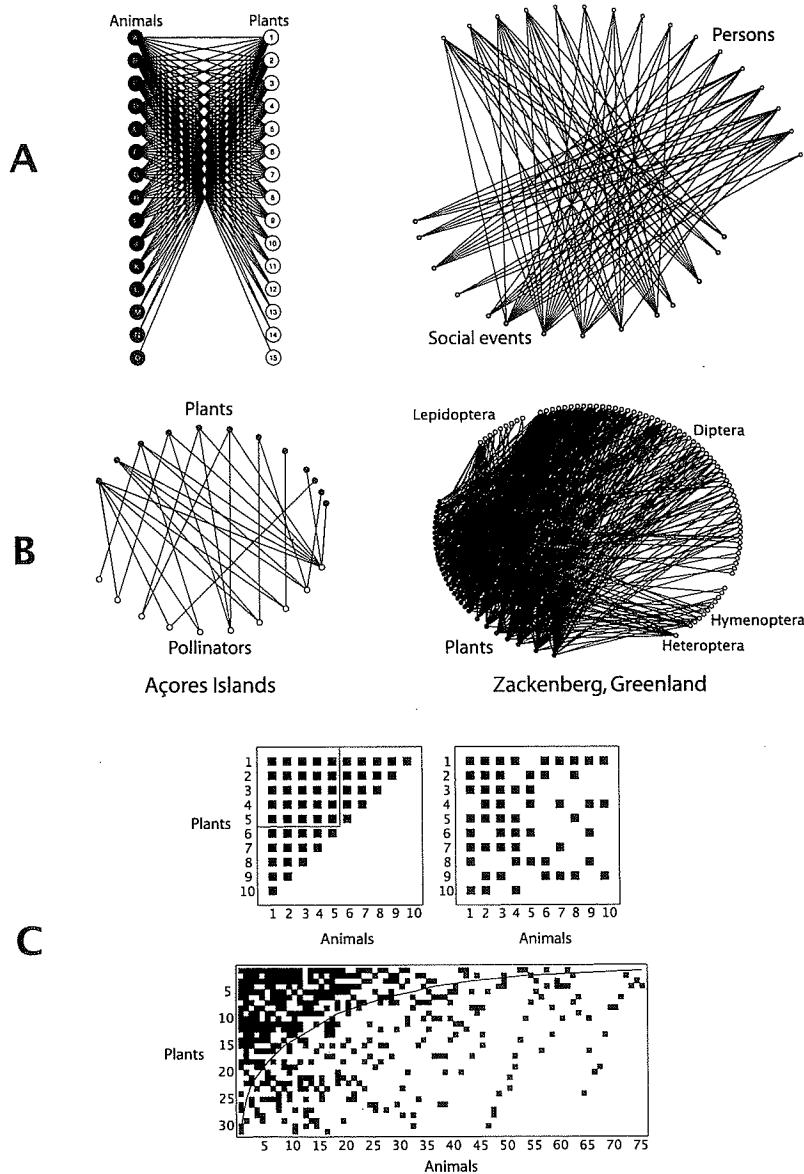 A
Animals
Plants
1
2
3
4
5
6
7
8
9
10
11
12
13
14
15
Persons
Social events
B
Plants
Pollinators
Açores Islands
Lepidoptera
Diptera
Hymenoptera
Heteroptera
Plants
Zackenberg, Greenland
C
Plants
1
2
3
4
5
6
7
8
9
10
1 2 3 4 5 6 7 8 9 10
Animals
1
2
3
4
5
6
7
8
9
10
1 2 3 4 5 6 7 8 9 10
Animals
Plants
5
10
15
20
25
30
5 10 15 20 25 30 35 40 45 50 55 60 65 70 75
Animals